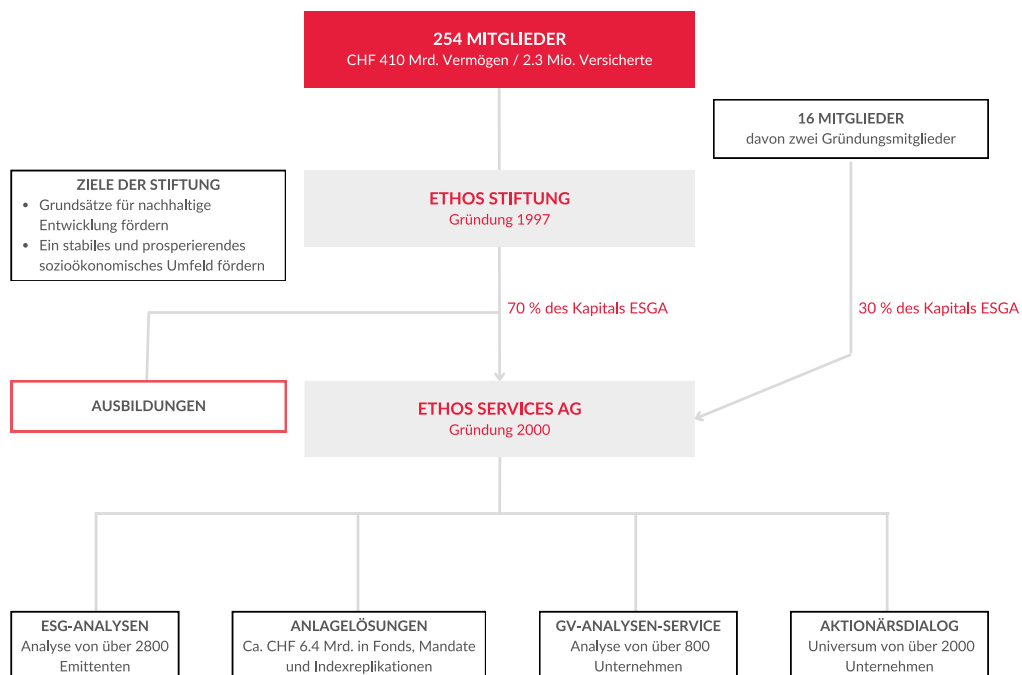 254 MITGLIEDER
CHF 410 Mrd. Vermögen / 2.3 Mio. Versicherte
16 MITGLIEDER
davon zwei Gründungsmitglieder
ZIELE DER STIFTUNG
• Grundsätze für nachhaltige
Entwicklung fördern
• Ein stabiles und prosperierendes
sozioökonomisches Umfeld fördern
ETHOS STIFTUNG
Gründung 1997
70 % des Kapitals ESGA
30 % des Kapitals ESGA
AUSBILDUNGEN
ETHOS SERVICES AG
Gründung 2000
ESG-ANALYSEN
Analyse von über 2800
Emittenten
ANLAGELÖSUNGEN
Ca. CHF 6.4 Mrd. in Fonds, Mandate
und Indexreplikationen
GV-ANALYSEN-SERVICE
Analyse von über 800
Unternehmen
AKTIONÄRSDIALOG
Universum von über 2000
Unternehmen